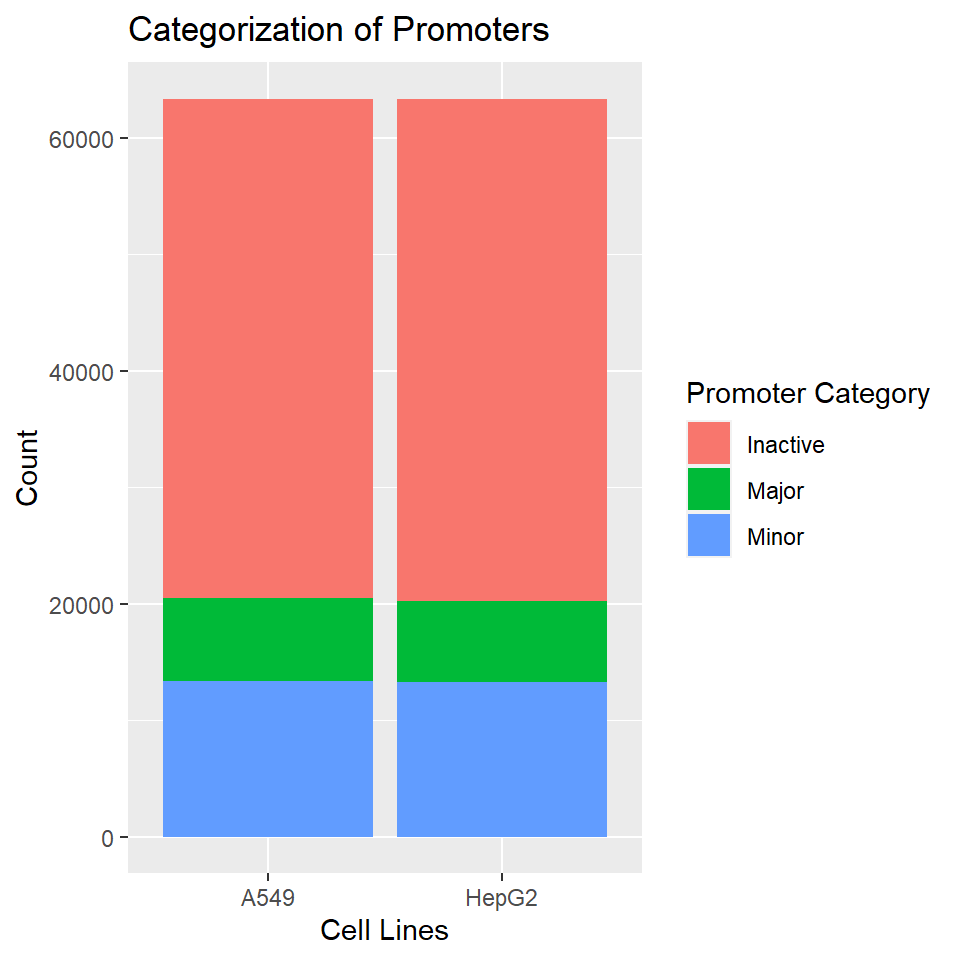 Categorization of Promoters
60000
40000
20000
0
Count
A549 HepG2
Cell Lines
Promoter Category
Inactive
Major
Minor